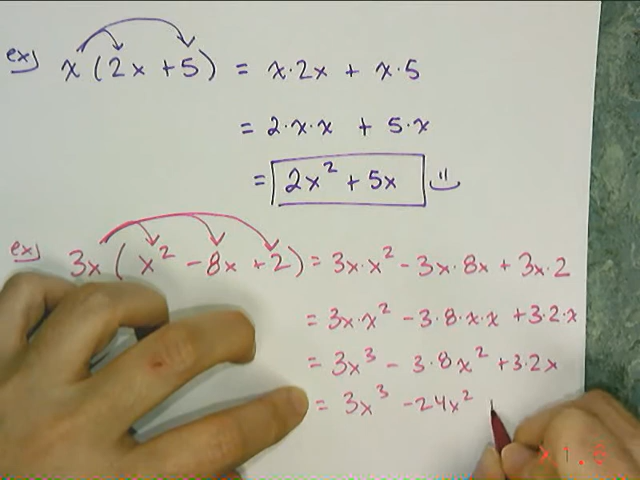 ex) x (2x + 5) = x·2x + x·5
= 2·x·x + 5·x
= 2x² + 5x
ex) 3x (x² - 8x + 2) = 3x·x² - 3x·8x + 3x·2
= 3x·x² - 3·8·x·x + 3·2·x
= 3x³ - 3·8x² + 3·2x
= 3x³ - 24x²
x1.6